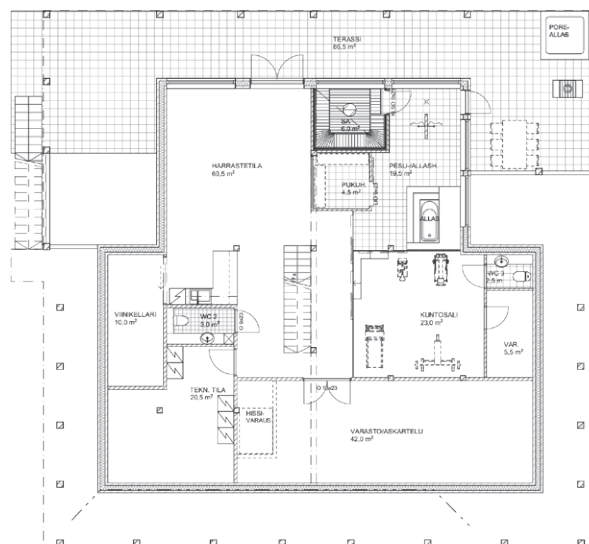 PORE-
ALLAS
TERASSI
86,5 m²
SA
6,0 m²
HARRASTETILA
60,5 m²
PESU-/ALLASH.
19,5 m²
PUKUH.
4,5 m²
ALLAS
WC 3
2,5 m²
VIINIKELLARI
10,0 m²
WC 2
3,0 m²
KUNTOSALI
23,0 m²
VAR.
5,5 m²
TEKN. TILA
20,5 m²
HISSI-
VARAUS
VARASTO/ASKARTELU
42,0 m²